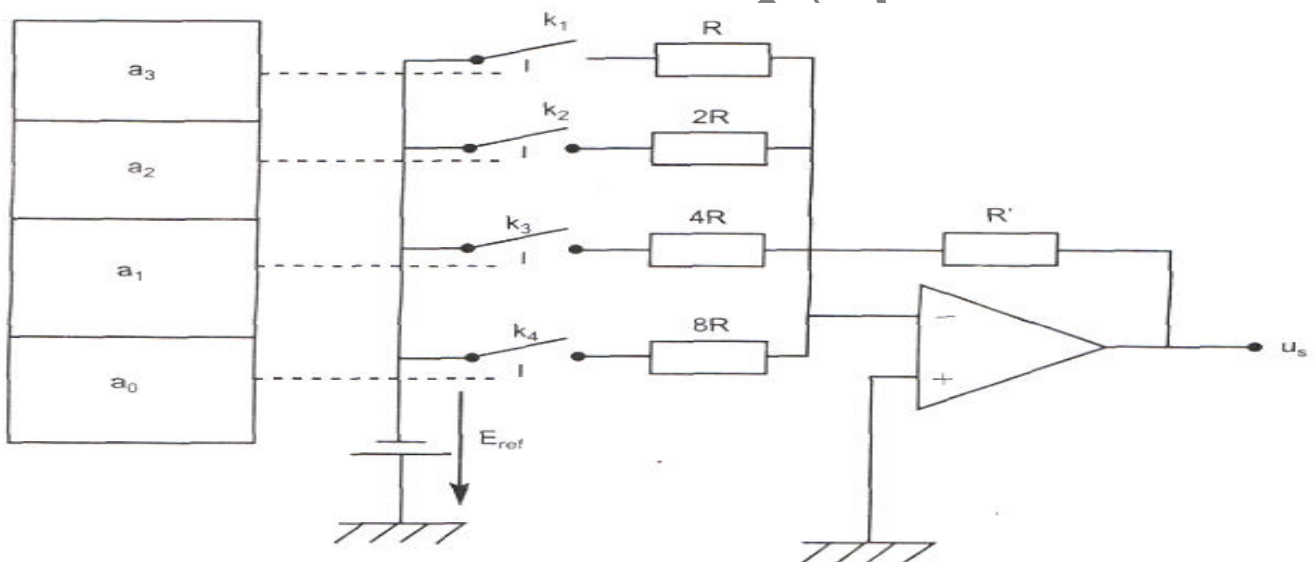 k₁
R
a₃
k₂
2R
a₂
k₃
4R
R'
a₁
k₄
8R
−
uₛ
a₀
+
E_ref